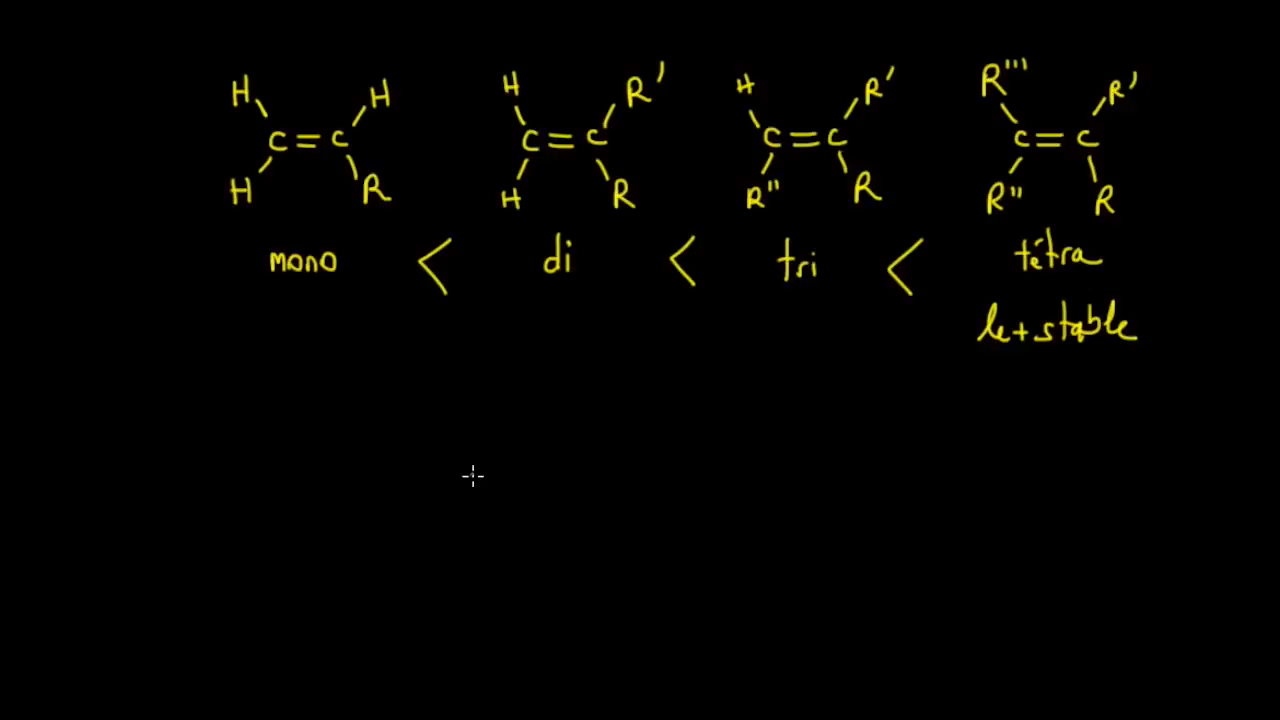 H H H R' H R' R''' R'
C = C C = C C = C C = C
H R H R R'' R R'' R
mono < di < tri < tétra
le + stable